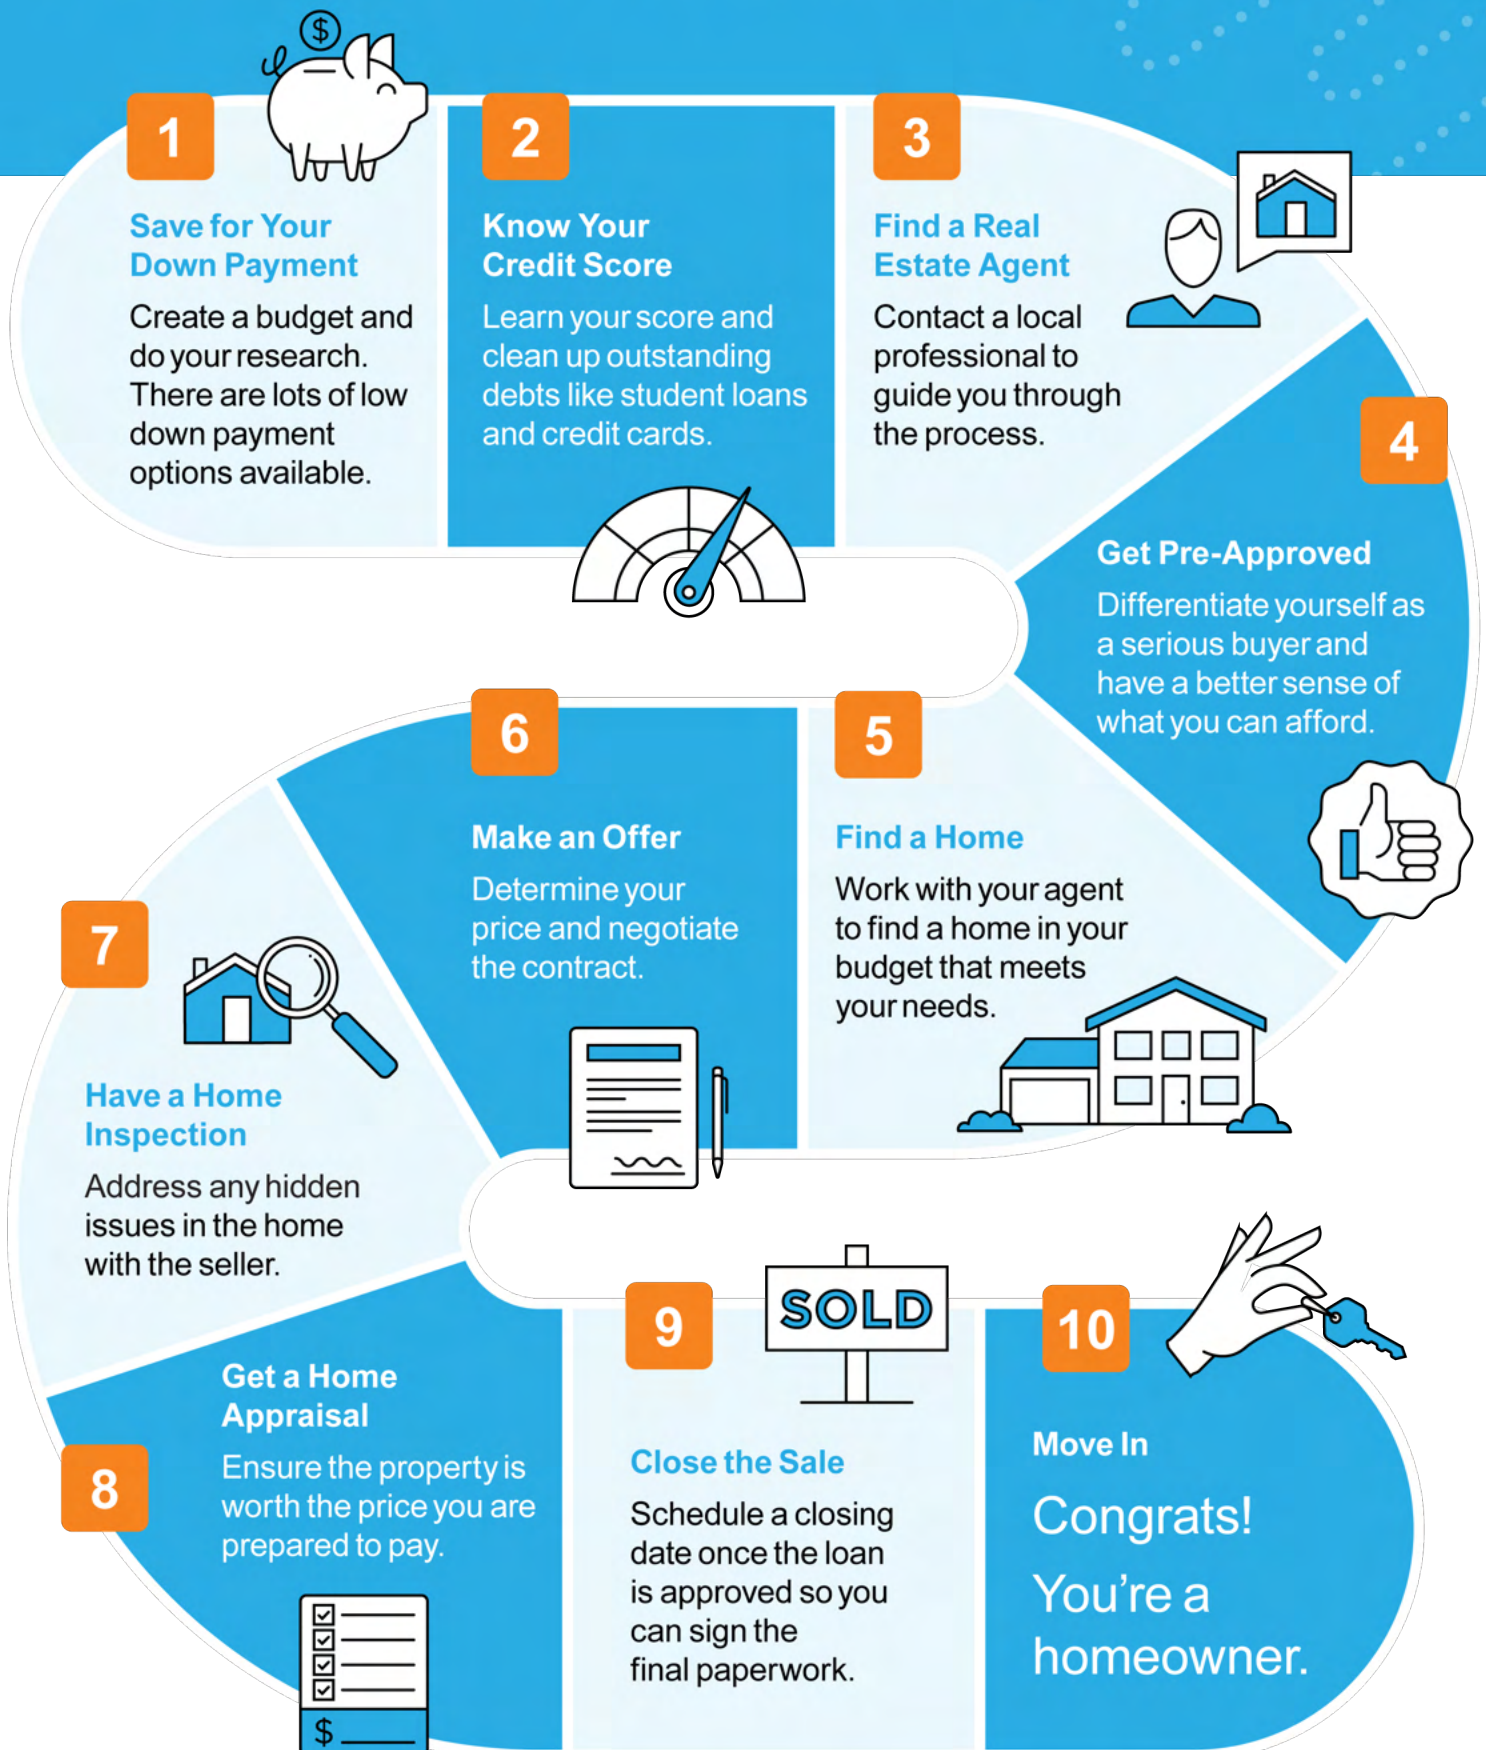 $
1
Save for Your
Down Payment
Create a budget and
do your research.
There are lots of low
down payment
options available.
2
Know Your
Credit Score
Learn your score and
clean up outstanding
debts like student loans
and credit cards.
3
Find a Real
Estate Agent
Contact a local
professional to
guide you through
the process.
4
Get Pre-Approved
Differentiate yourself as
a serious buyer and
have a better sense of
what you can afford.
5
Find a Home
Work with your agent
to find a home in your
budget that meets
your needs.
6
Make an Offer
Determine your
price and negotiate
the contract.
7
Have a Home
Inspection
Address any hidden
issues in the home
with the seller.
8
Get a Home
Appraisal
Ensure the property is
worth the price you are
prepared to pay.
$
9
SOLD
Close the Sale
Schedule a closing
date once the loan
is approved so you
can sign the
final paperwork.
10
Move In
Congrats!
You're a
homeowner.